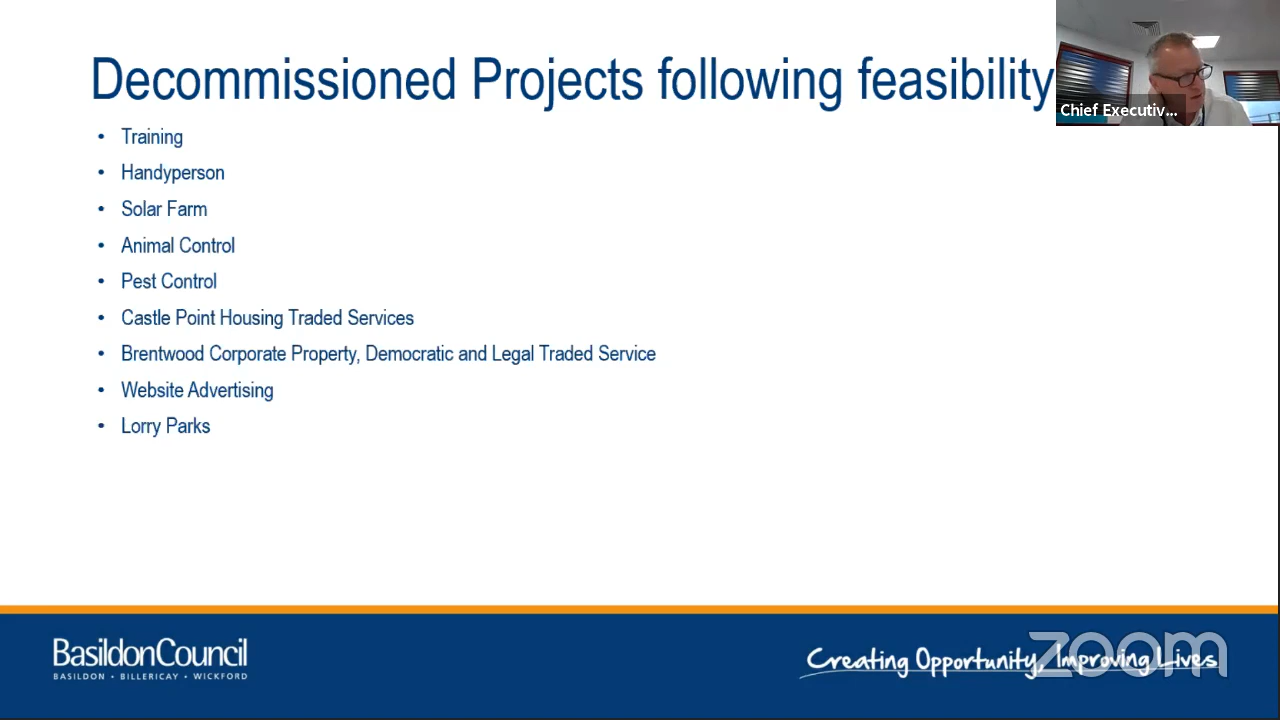 Decommissioned Projects following feasibility
Chief Executiv...
• Training
• Handyperson
• Solar Farm
• Animal Control
• Pest Control
• Castle Point Housing Traded Services
• Brentwood Corporate Property, Democratic and Legal Traded Service
• Website Advertising
• Lorry Parks
BasildonCouncil
BASILDON • BILLERICAY • WICKFORD
Creating Opportunity, Improving Lives
zoom